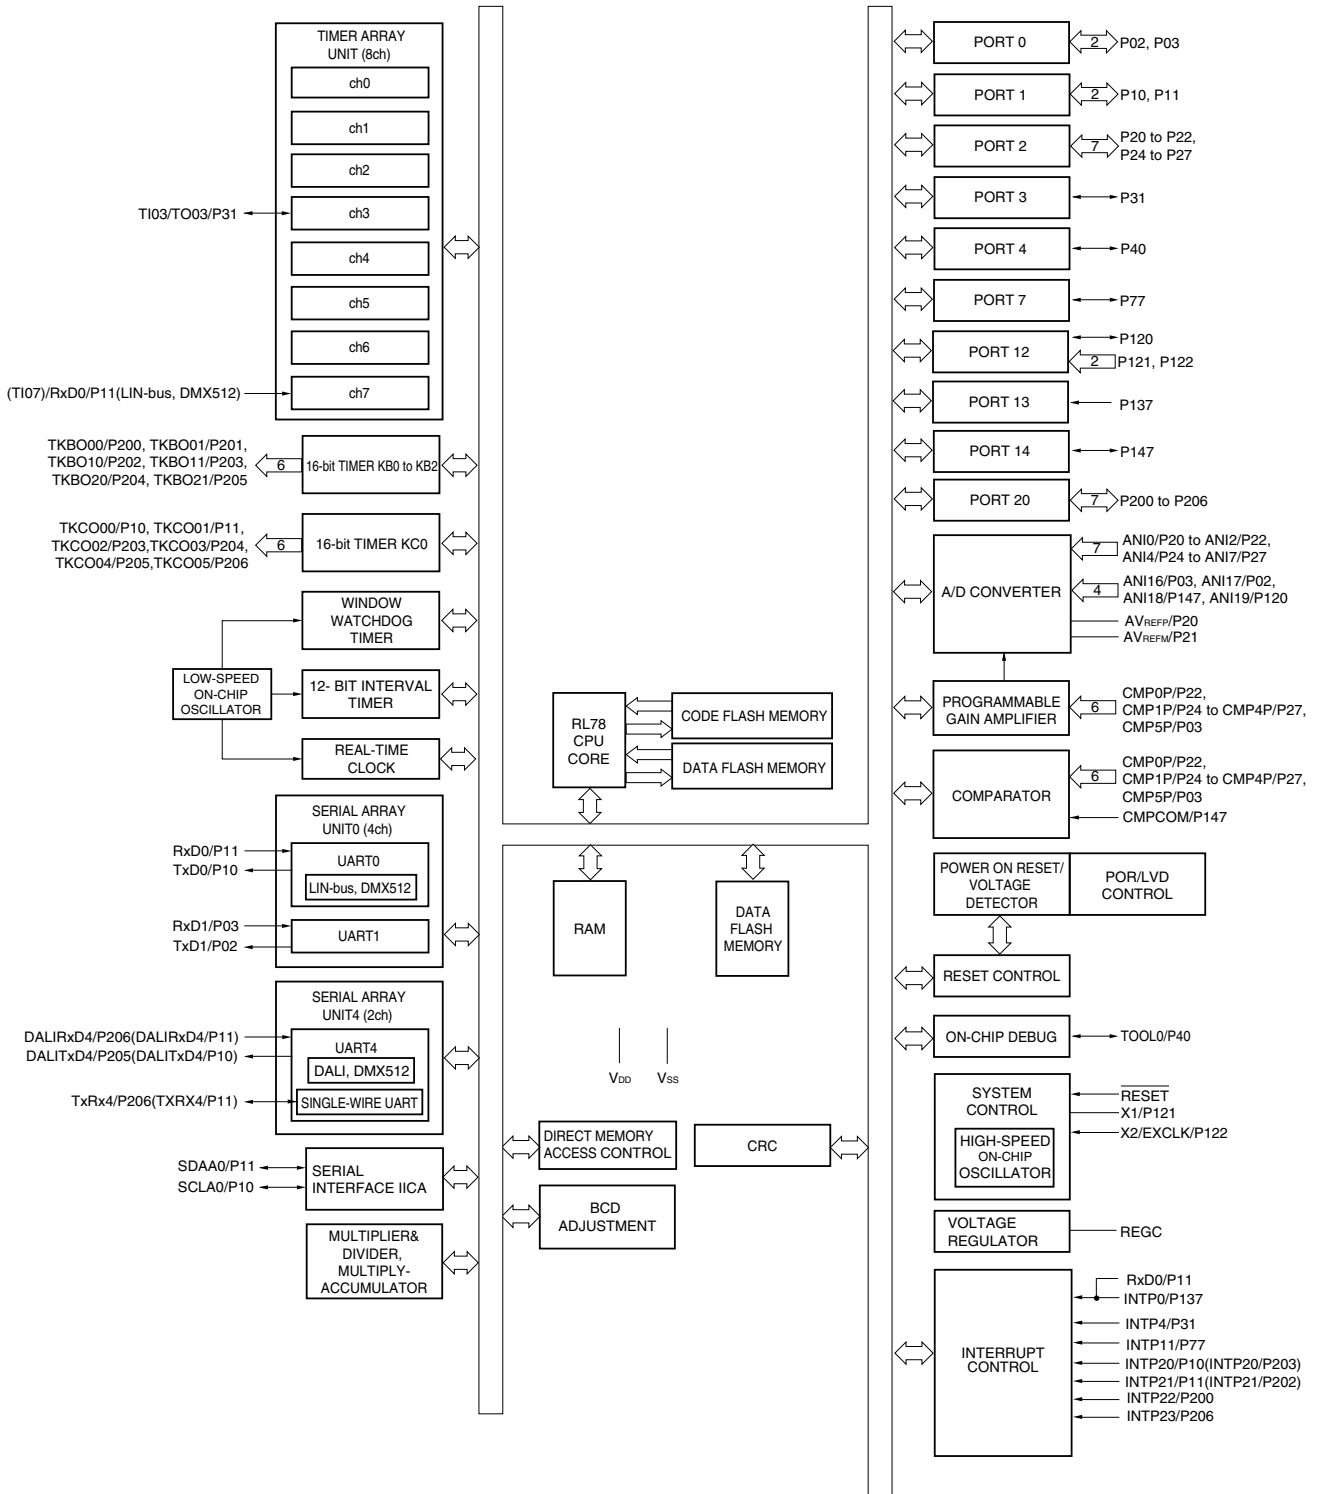 TIMER ARRAY
UNIT (8ch)
ch0
ch1
ch2
TI03/TO03/P31
ch3
ch4
ch5
ch6
(TI07)/RxD0/P11(LIN-bus, DMX512)
ch7
TKBO00/P200, TKBO01/P201,
TKBO10/P202, TKBO11/P203,
TKBO20/P204, TKBO21/P205
6
16-bit TIMER KB0 to KB2
TKCO00/P10, TKCO01/P11,
TKCO02/P203,TKCO03/P204,
TKCO04/P205,TKCO05/P206
6
16-bit TIMER KC0
WINDOW
WATCHDOG
TIMER
LOW-SPEED
ON-CHIP
OSCILLATOR
12- BIT INTERVAL
TIMER
REAL-TIME
CLOCK
SERIAL ARRAY
UNIT0 (4ch)
RxD0/P11
TxD0/P10
UART0
LIN-bus, DMX512
RxD1/P03
TxD1/P02
UART1
SERIAL ARRAY
UNIT4 (2ch)
DALIRxD4/P206(DALIRxD4/P11)
DALITxD4/P205(DALITxD4/P10)
UART4
DALI, DMX512
TxRx4/P206(TXRX4/P11)
SINGLE-WIRE UART
SDAA0/P11
SCLA0/P10
SERIAL
INTERFACE IICA
MULTIPLIER&
DIVIDER,
MULTIPLY-
ACCUMULATOR
RL78
CPU
CORE
CODE FLASH MEMORY
DATA FLASH MEMORY
RAM
DATA
FLASH
MEMORY
VDD
VSS
DIRECT MEMORY
ACCESS CONTROL
CRC
BCD
ADJUSTMENT
PORT 0
2
P02, P03
PORT 1
2
P10, P11
PORT 2
7
P20 to P22,
P24 to P27
PORT 3
P31
PORT 4
P40
PORT 7
P77
PORT 12
P120
2
P121, P122
PORT 13
P137
PORT 14
P147
PORT 20
7
P200 to P206
A/D CONVERTER
7
ANI0/P20 to ANI2/P22,
ANI4/P24 to ANI7/P27
4
ANI16/P03, ANI17/P02,
ANI18/P147, ANI19/P120
AVREFP/P20
AVREFM/P21
PROGRAMMABLE
GAIN AMPLIFIER
6
CMP0P/P22,
CMP1P/P24 to CMP4P/P27,
CMP5P/P03
COMPARATOR
6
CMP0P/P22,
CMP1P/P24 to CMP4P/P27,
CMP5P/P03
CMPCOM/P147
POWER ON RESET/
VOLTAGE
DETECTOR
POR/LVD
CONTROL
RESET CONTROL
ON-CHIP DEBUG
TOOL0/P40
SYSTEM
CONTROL
RESET
X1/P121
X2/EXCLK/P122
HIGH-SPEED
ON-CHIP
OSCILLATOR
VOLTAGE
REGULATOR
REGC
INTERRUPT
CONTROL
RxD0/P11
INTP0/P137
INTP4/P31
INTP11/P77
INTP20/P10(INTP20/P203)
INTP21/P11(INTP21/P202)
INTP22/P200
INTP23/P206